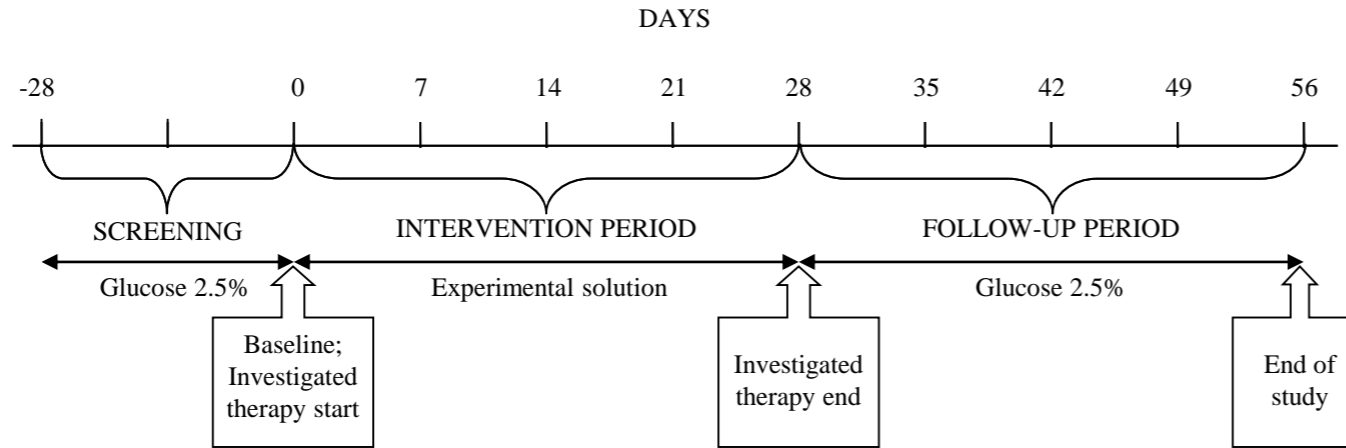 DAYS
-28 0 7 14 21 28 35 42 49 56
SCREENING INTERVENTION PERIOD FOLLOW-UP PERIOD
Glucose 2.5% Experimental solution Glucose 2.5%
Baseline;
Investigated
therapy start
Investigated
therapy end
End of
study